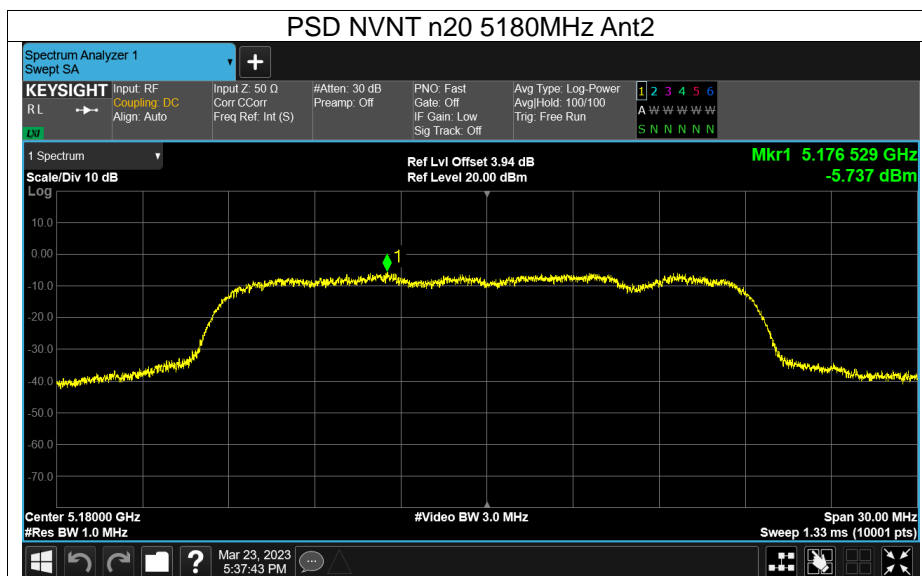 PSD NVNT n20 5180MHz Ant2
Spectrum Analyzer 1
Swept SA
+
KEYSIGHT
RL
LXI
Input: RF
Coupling: DC
Align: Auto
Input Z: 50 Ω
Corr CCorr
Freq Ref: Int (S)
#Atten: 30 dB
Preamp: Off
PNO: Fast
Gate: Off
IF Gain: Low
Sig Track: Off
Avg Type: Log-Power
Avg|Hold: 100/100
Trig: Free Run
1 2 3 4 5 6
A W W W W W
S N N N N N
1 Spectrum
Scale/Div 10 dB
Ref Lvl Offset 3.94 dB
Ref Level 20.00 dBm
Mkr1 5.176 529 GHz
-5.737 dBm
Log
10.0
0.00
-10.0
-20.0
-30.0
-40.0
-50.0
-60.0
-70.0
1
Center 5.18000 GHz
#Res BW 1.0 MHz
#Video BW 3.0 MHz
Span 30.00 MHz
Sweep 1.33 ms (10001 pts)
?
Mar 23, 2023
5:37:43 PM